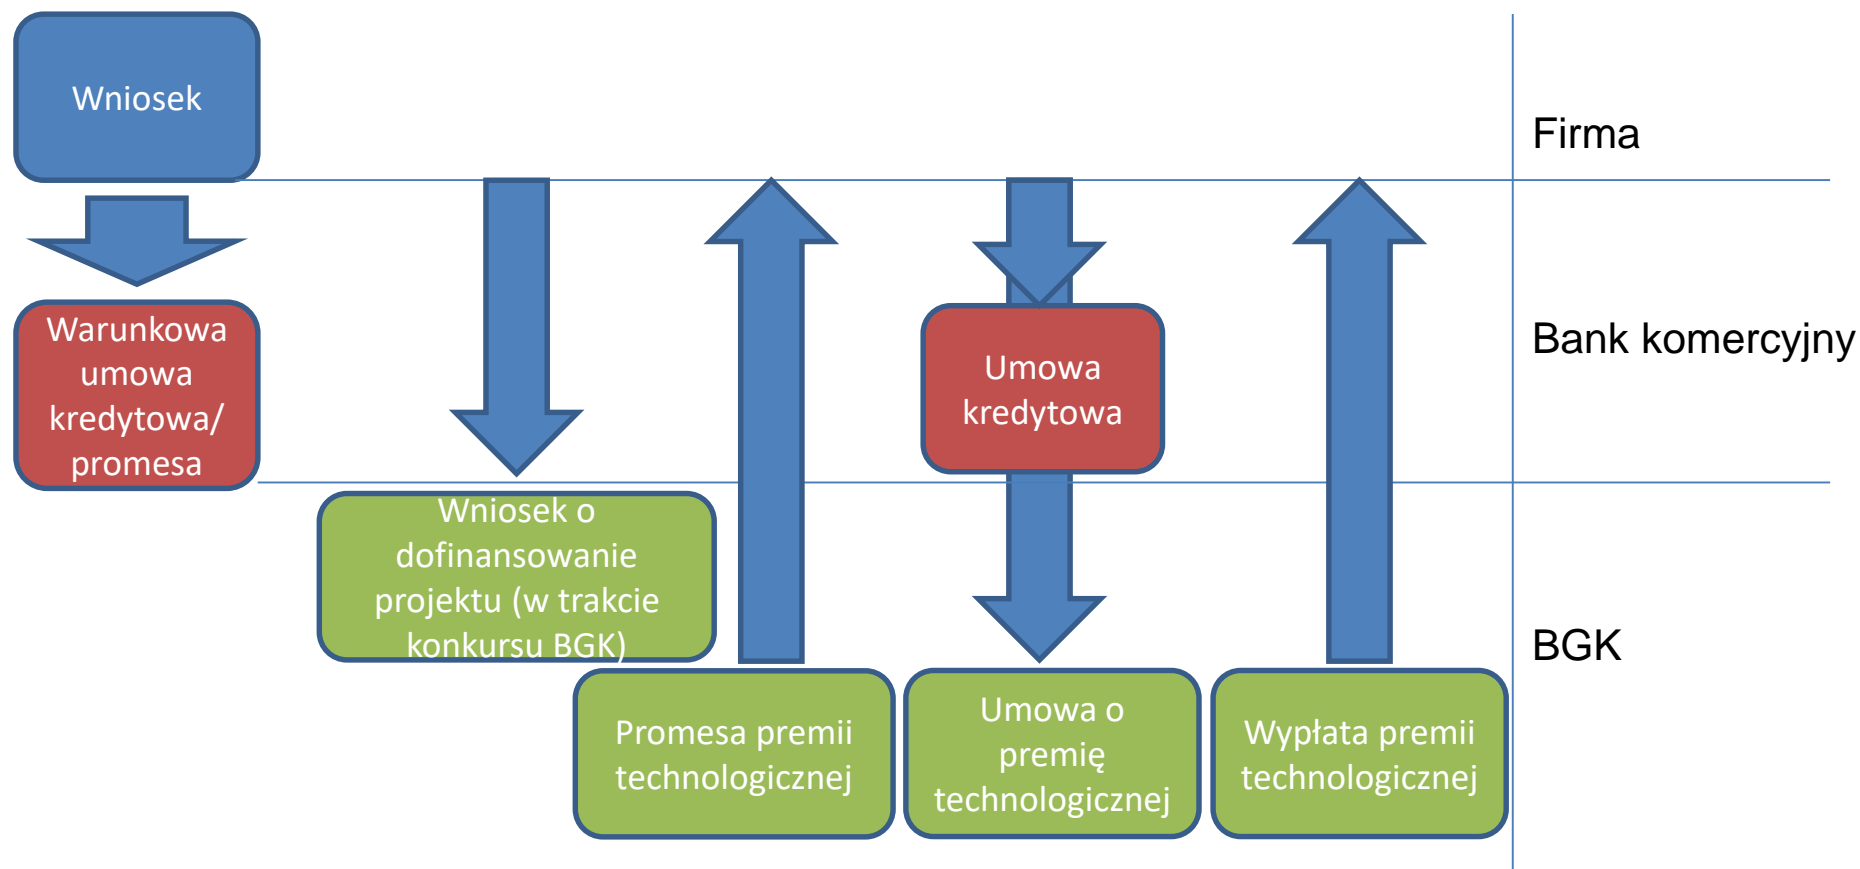 Wniosek
Firma
Warunkowa
umowa
kredytowa/
promesa
Umowa
kredytowa
Bank komercyjny
Wniosek o
dofinansowanie
projektu (w trakcie
konkursu BGK)
BGK
Promesa premii
technologicznej
Umowa o
premię
technologicznej
Wypłata premii
technologicznej